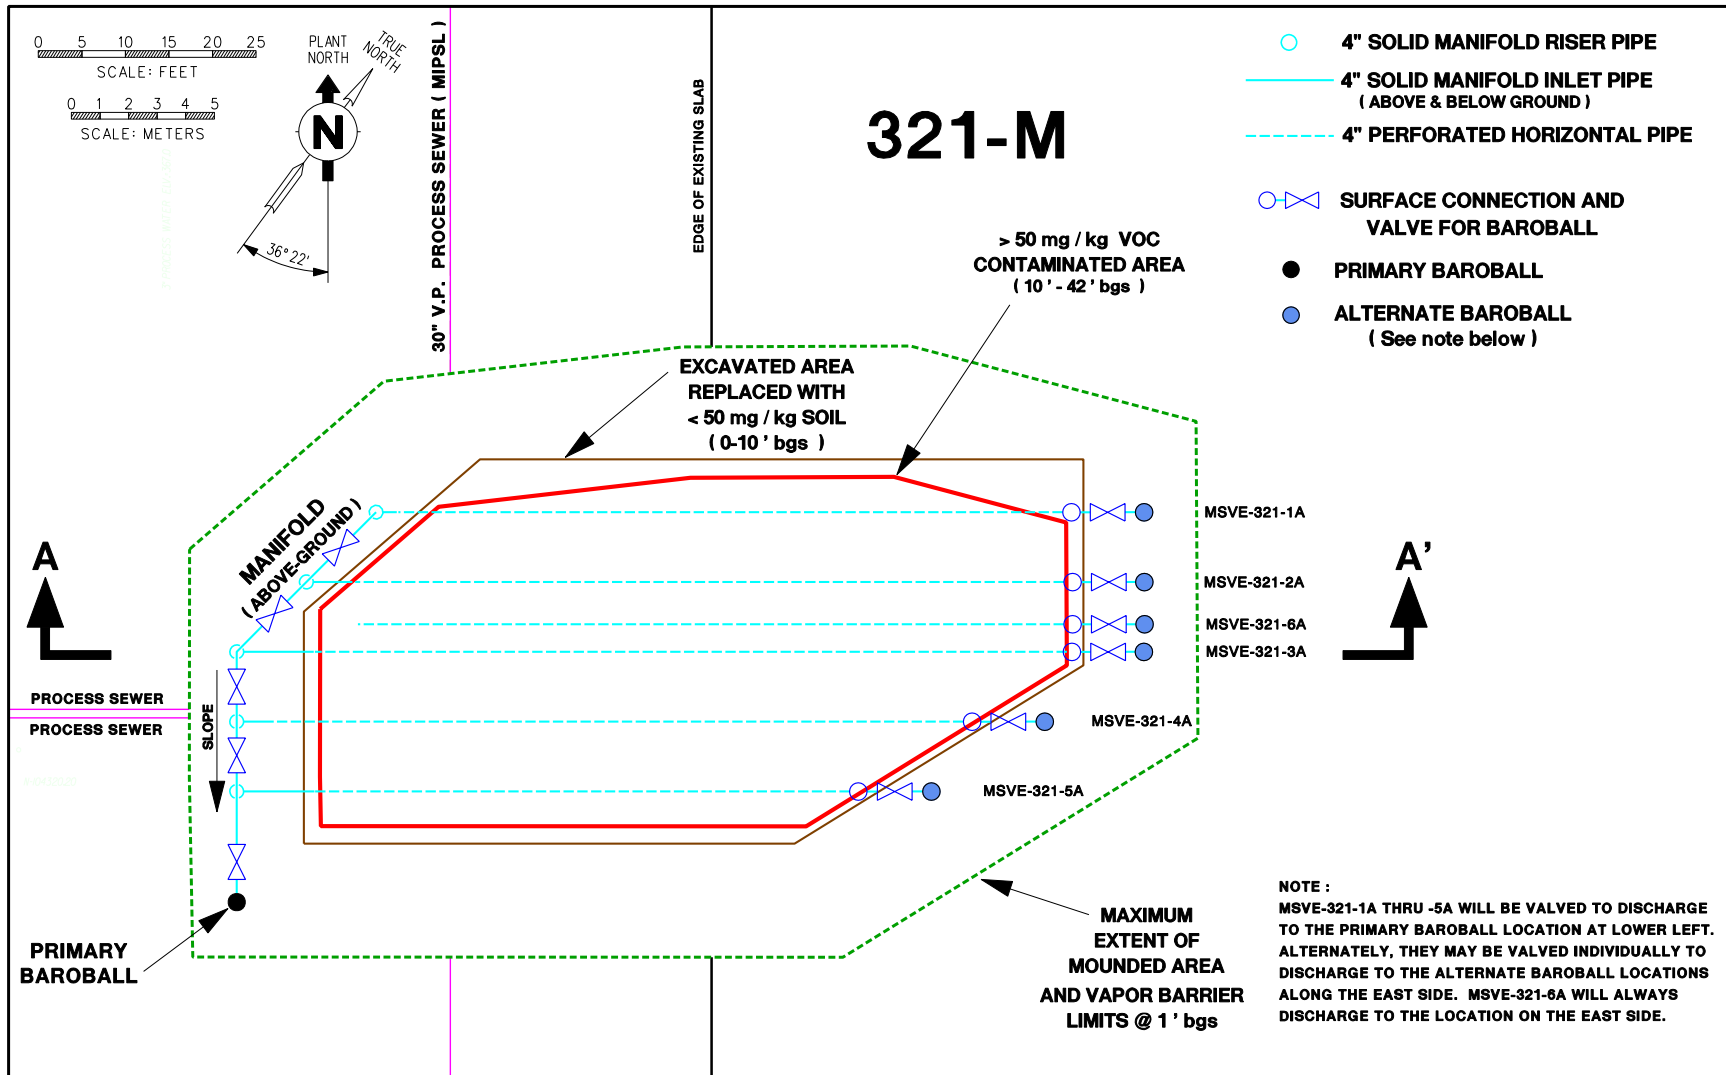 0 5 10 15 20 25
SCALE: FEET
0 1 2 3 4 5
SCALE: METERS
PLANT
NORTH
TRUE
NORTH
N
36°22'
30" V.P. PROCESS SEWER ( MIPSL )
EDGE OF EXISTING SLAB
321-M
4" SOLID MANIFOLD RISER PIPE
4" SOLID MANIFOLD INLET PIPE
( ABOVE & BELOW GROUND )
4" PERFORATED HORIZONTAL PIPE
SURFACE CONNECTION AND
VALVE FOR BAROBALL
PRIMARY BAROBALL
ALTERNATE BAROBALL
( See note below )
> 50 mg / kg VOC
CONTAMINATED AREA
( 10 ' - 42 ' bgs )
EXCAVATED AREA
REPLACED WITH
< 50 mg / kg SOIL
( 0-10 ' bgs )
MANIFOLD
( ABOVE-GROUND )
A
A'
MSVE-321-1A
MSVE-321-2A
MSVE-321-6A
MSVE-321-3A
MSVE-321-4A
MSVE-321-5A
PROCESS SEWER
PROCESS SEWER
SLOPE
PRIMARY
BAROBALL
MAXIMUM
EXTENT OF
MOUNDED AREA
AND VAPOR BARRIER
LIMITS @ 1 ' bgs
NOTE :
MSVE-321-1A THRU -5A WILL BE VALVED TO DISCHARGE
TO THE PRIMARY BAROBALL LOCATION AT LOWER LEFT.
ALTERNATELY, THEY MAY BE VALVED INDIVIDUALLY TO
DISCHARGE TO THE ALTERNATE BAROBALL LOCATIONS
ALONG THE EAST SIDE. MSVE-321-6A WILL ALWAYS
DISCHARGE TO THE LOCATION ON THE EAST SIDE.